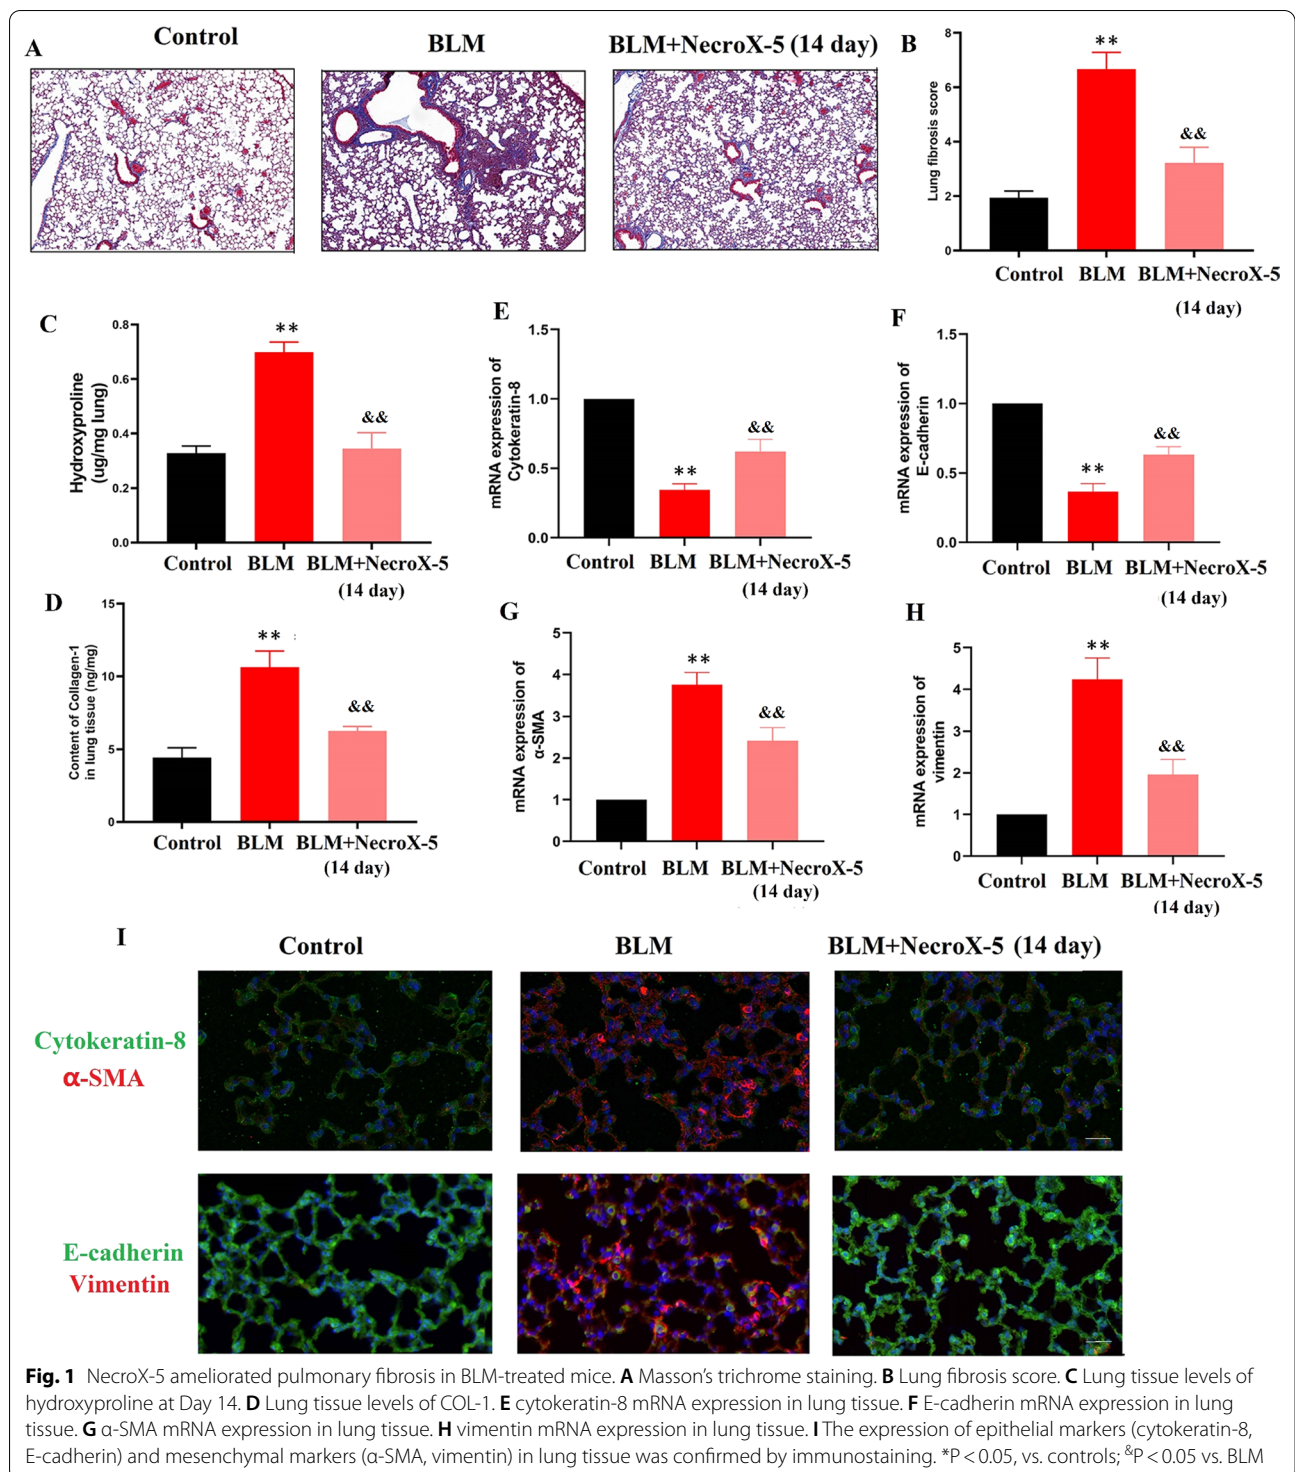 A
Control
BLM
BLM+NecroX-5 (14 day)
B
Lung fibrosis score
8
6
4
2
0
**
&&
Control BLM BLM+NecroX-5
(14 day)
C
Hydroxyproline
(ug/mg lung)
0.8
0.6
0.4
0.2
0.0
**
&&
Control BLM BLM+NecroX-5
(14 day)
E
mRNA expression of
Cytokeratin-8
1.5
1.0
0.5
0.0
**
&&
Control BLM BLM+NecroX-5
(14 day)
F
mRNA expression of
E-cadherin
1.5
1.0
0.5
0.0
**
&&
Control BLM BLM+NecroX-5
(14 day)
D
Content of Collagen-1
in lung tissue (ng/mg)
15
10
5
0
**
&&
Control BLM BLM+NecroX-5
(14 day)
G
mRNA expression of
α-SMA
5
4
3
2
1
0
**
&&
Control BLM BLM+NecroX-5
(14 day)
H
mRNA expression of
vimentin
5
4
3
2
1
0
**
&&
Control BLM BLM+NecroX-5
(14 day)
I
Control
BLM
BLM+NecroX-5 (14 day)
Cytokeratin-8
α-SMA
E-cadherin
Vimentin
Fig. 1 NecroX-5 ameliorated pulmonary fibrosis in BLM-treated mice. A Masson’s trichrome staining. B Lung fibrosis score. C Lung tissue levels of
hydroxyproline at Day 14. D Lung tissue levels of COL-1. E cytokeratin-8 mRNA expression in lung tissue. F E-cadherin mRNA expression in lung
tissue. G α-SMA mRNA expression in lung tissue. H vimentin mRNA expression in lung tissue. I The expression of epithelial markers (cytokeratin-8,
E-cadherin) and mesenchymal markers (α-SMA, vimentin) in lung tissue was confirmed by immunostaining. *P < 0.05, vs. controls; &P < 0.05 vs. BLM